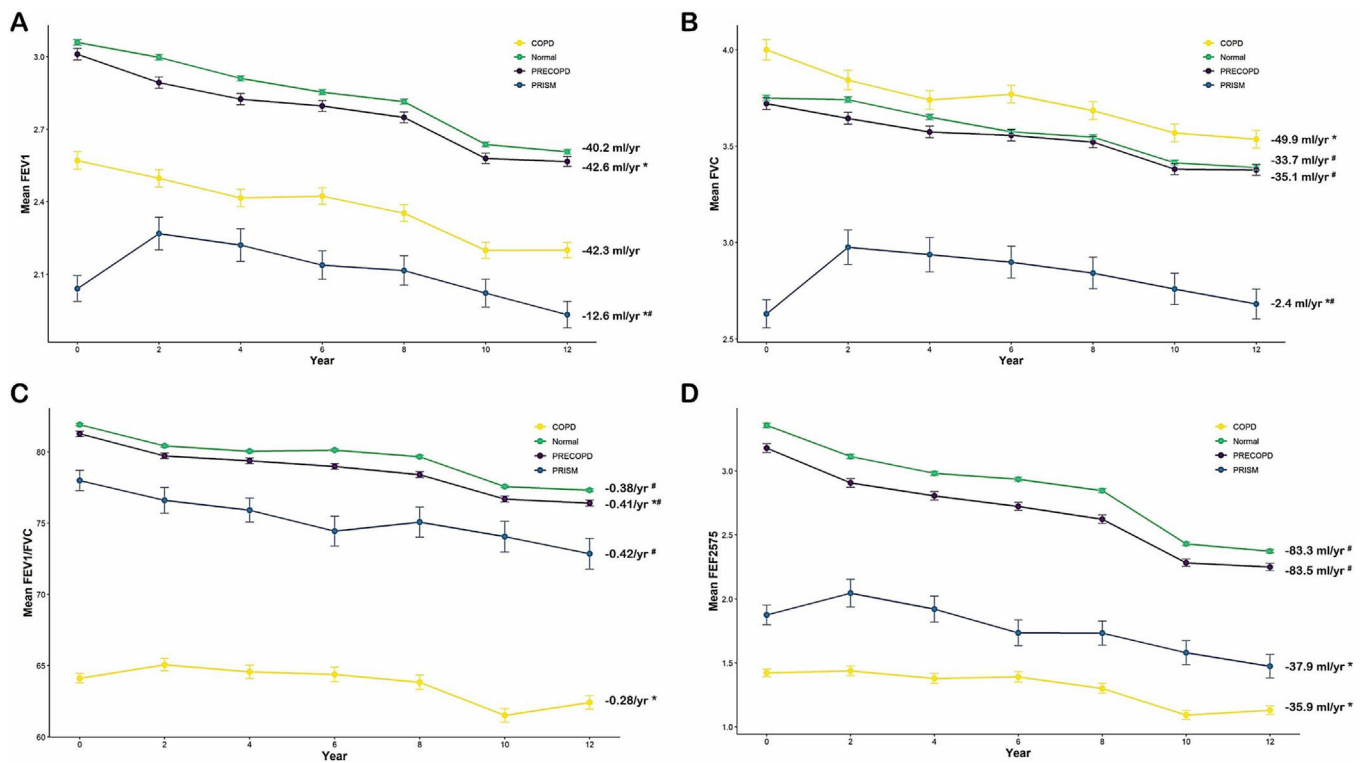 A
Mean FEV1
3.0
2.7
2.4
2.1
COPD
Normal
PRECOPD
PRISM
-40.2 ml/yr
-42.6 ml/yr *
-42.3 ml/yr
-12.6 ml/yr *#
0 2 4 6 8 10 12
Year
B
Mean FVC
4.0
3.5
3.0
2.5
COPD
Normal
PRECOPD
PRISM
-49.9 ml/yr *
-33.7 ml/yr #
-35.1 ml/yr #
-2.4 ml/yr *#
0 2 4 6 8 10 12
Year
C
Mean FEV1/FVC
80
75
70
65
60
COPD
Normal
PRECOPD
PRISM
-0.38/yr #
-0.41/yr *#
-0.42/yr #
-0.28/yr *
0 2 4 6 8 10 12
Year
D
Mean FEF2575
3.0
2.5
2.0
1.5
1.0
COPD
Normal
PRECOPD
PRISM
-83.3 ml/yr #
-83.5 ml/yr #
-37.9 ml/yr *
-35.9 ml/yr *
0 2 4 6 8 10 12
Year